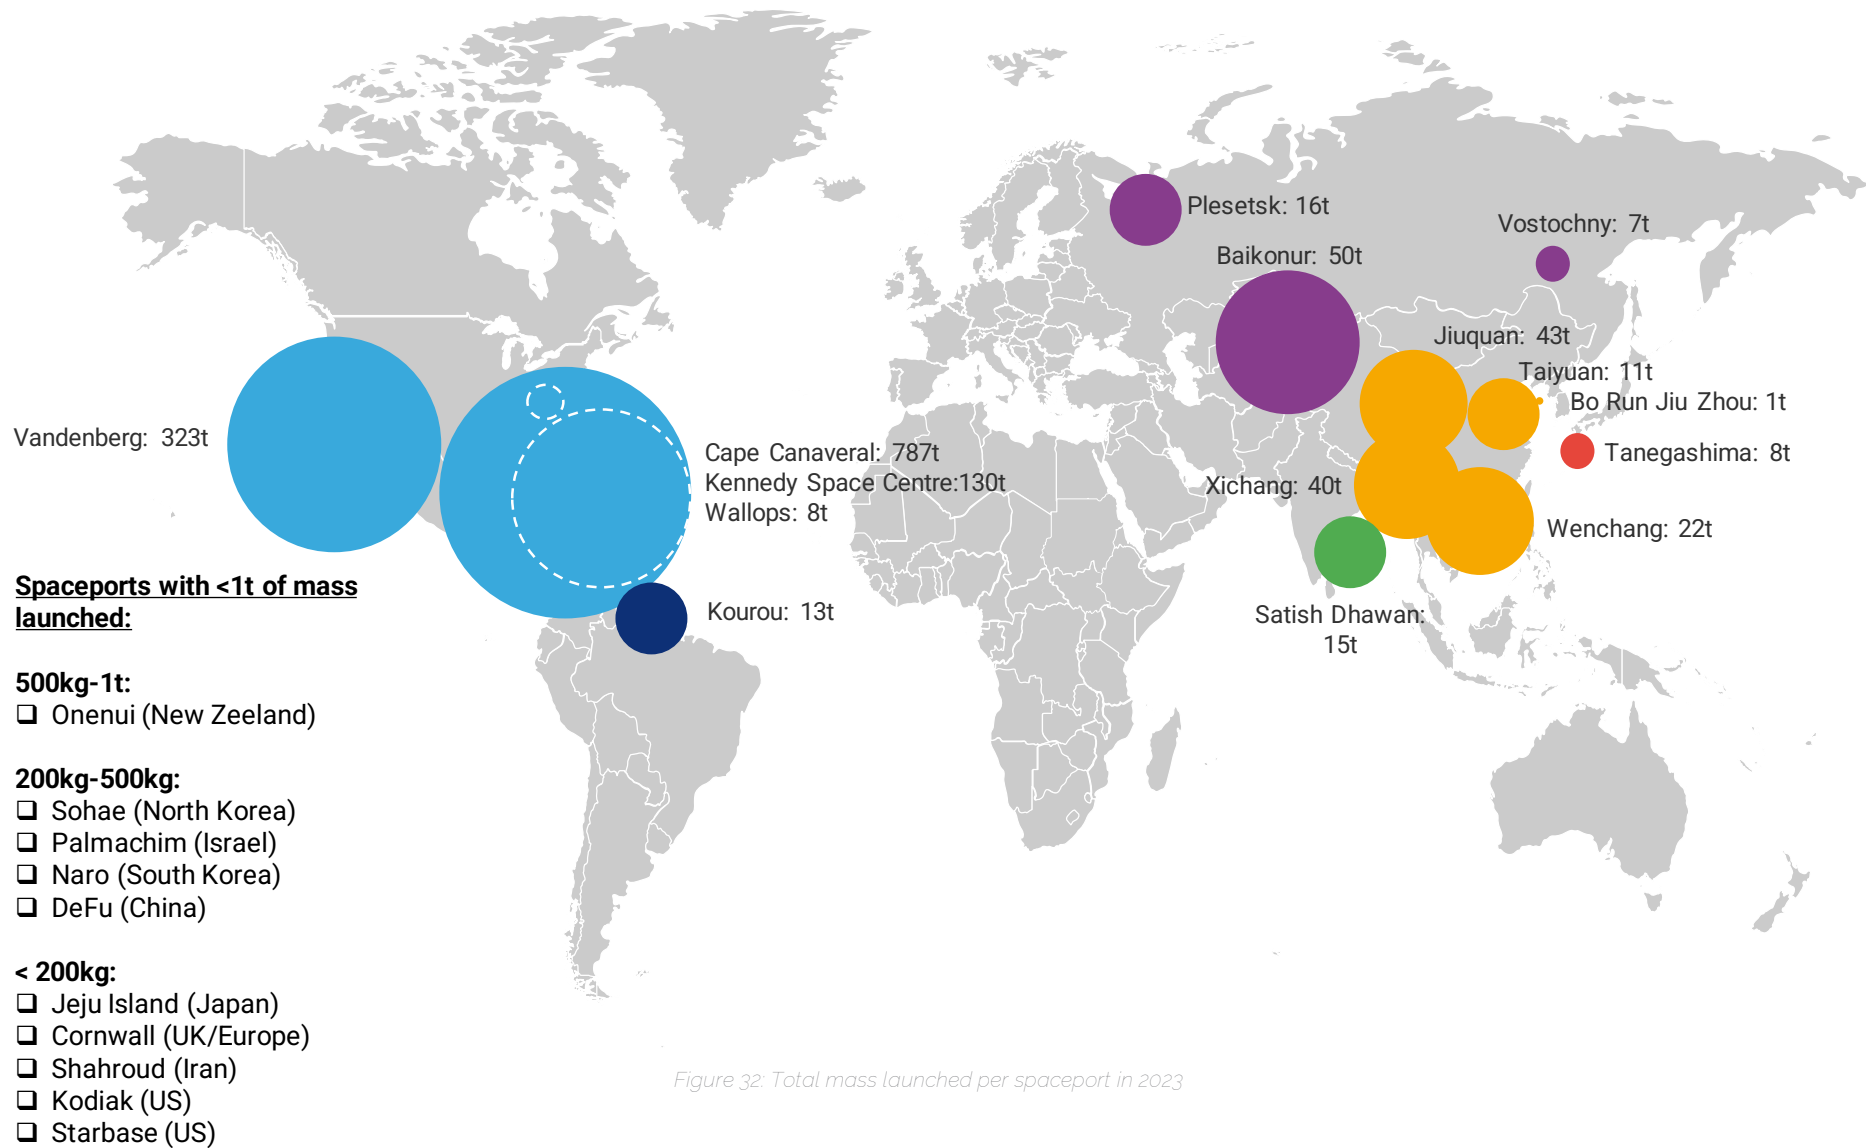 Plesetsk: 16t
Vostochny: 7t
Baikonur: 50t
Jiuquan: 43t
Taiyuan: 11t
Bo Run Jiu Zhou: 1t
Vandenberg: 323t
Cape Canaveral: 787t
Kennedy Space Centre:130t
Wallops: 8t
Tanegashima: 8t
Xichang: 40t
Wenchang: 22t
Kourou: 13t
Satish Dhawan:
15t
Spaceports with <1t of mass
launched:
500kg-1t:
❑ Onenui (New Zeeland)
200kg-500kg:
❑ Sohae (North Korea)
❑ Palmachim (Israel)
❑ Naro (South Korea)
❑ DeFu (China)
< 200kg:
❑ Jeju Island (Japan)
❑ Cornwall (UK/Europe)
❑ Shahroud (Iran)
❑ Kodiak (US)
❑ Starbase (US)
Figure 32: Total mass launched per spaceport in 2023